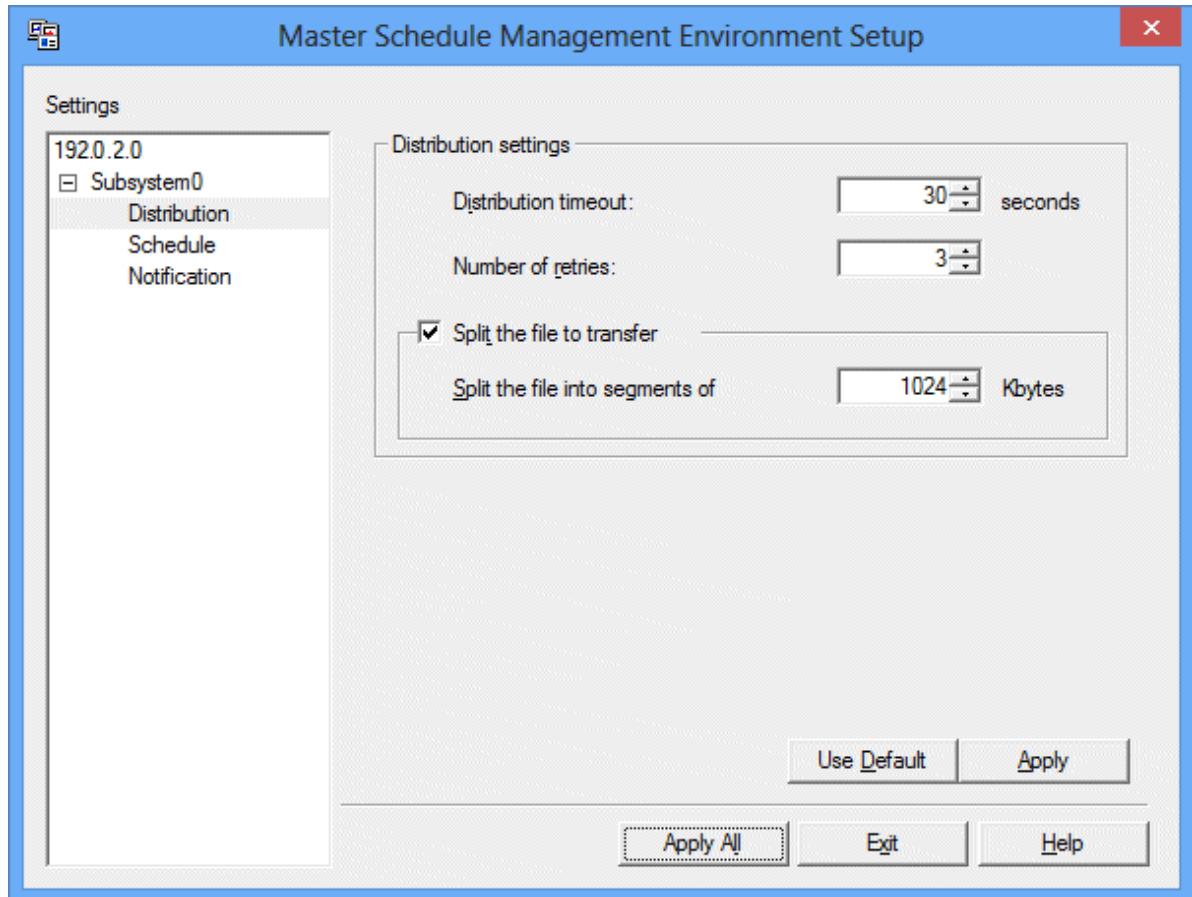 Master Schedule Management Environment Setup
Settings
192.0.2.0
Subsystem0
Distribution
Schedule
Notification
Distribution settings
Distribution timeout: 30 seconds
Number of retries: 3
Split the file to transfer
Split the file into segments of 1024 Kbytes
Use Default Apply
Apply All Exit Help